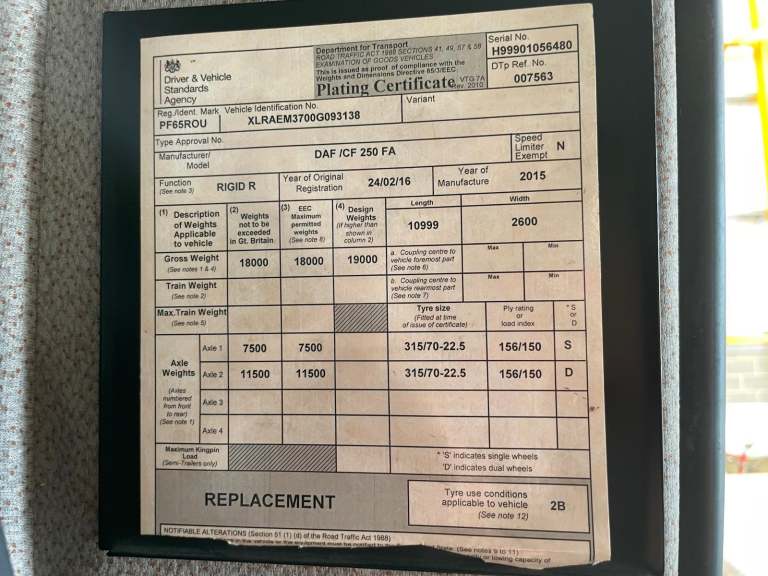 Driver & Vehicle
Standards
Agency
Department for Transport
ROAD TRAFFIC ACT 1988 SECTIONS 41, 49, 57 & 58
EXAMINATION OF GOODS VEHICLES
This is issued as proof of compliance with the
Weights and Dimensions Directive 85/3/EEC
Plating Certificate VTG 7A
Rev. 2010
Serial No.
H99901056480
DTp Ref. No.
007563
Reg./Ident. Mark
PF65ROU
Vehicle Identification No.
XLRAEM3700G093138
Variant
Type Approval No.
Manufacturer/
Model
DAF /CF 250 FA
Speed
Limiter
Exempt
N
Function
(See note 3)
RIGID R
Year of Original
Registration
24/02/16
Year of
Manufacture
2015
(1) Description
of Weights
Applicable
to vehicle
(2) Weights
not to be
exceeded
in Gt. Britain
(3) EEC
Maximum
permitted
weights
(See note 8)
(4) Design
Weights
(if higher than
shown in
column 2)
Length
10999
Width
2600
Gross Weight
(See notes 1 & 4)
18000
18000
19000
a. Coupling centre to
vehicle foremost part
(See note 6)
Max
Min
Train Weight
(See note 2)
b. Coupling centre to
vehicle rearmost part
(See note 7)
Max
Min
Max.Train Weight
(See note 5)
Tyre size
(Fitted at time
of issue of certificate)
Ply rating
or
load index
* S
or
D
Axle
Weights
(Axles
numbered
from front
to rear)
(See note 1)
Axle 1
7500
7500
315/70-22.5
156/150
S
Axle 2
11500
11500
315/70-22.5
156/150
D
Axle 3
Axle 4
Maximum Kingpin
Load
(Semi-Trailers only)
* 'S' indicates single wheels
'D' indicates dual wheels
REPLACEMENT
Tyre use conditions
applicable to vehicle
(See note 12)
2B
NOTIFIABLE ALTERATIONS (Section 51 (1) (d) of the Road Traffic Act 1988)
State. (See notes 9 to 11)
or towing capacity of